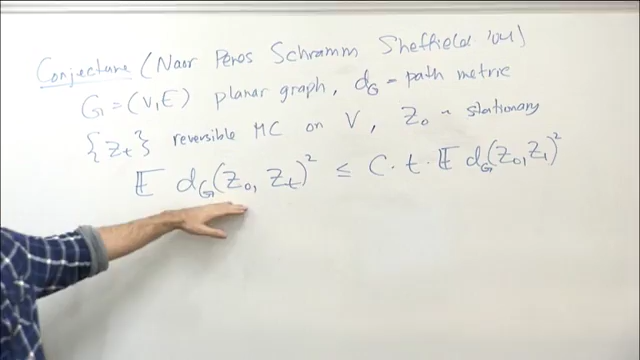 Conjecture (Naor Peres Schramm Sheffield '04)
G = (V,E) planar graph, d_G = path metric
{Z_t} reversible MC on V, Z_0 ~ stationary
𝔼 d_G(Z_0, Z_t)² ≤ C · t · 𝔼 d_G(Z_0, Z_1)²